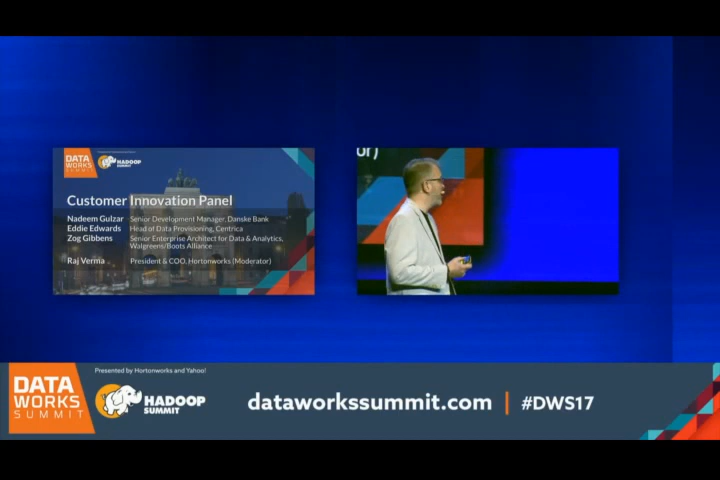 DATA
WORKS
SUMMIT
HADOOP
SUMMIT
Customer Innovation Panel
Nadeem Gulzar Senior Development Manager, Danske Bank
Eddie Edwards Head of Data Provisioning, Centrica
Zog Gibbens Senior Enterprise Architect for Data & Analytics,
Walgreens/Boots Alliance
Raj Verma President & COO, Hortonworks (Moderator)
or)
Presented by Hortonworks and Yahoo!
DATA
WORKS
SUMMIT
HADOOP
SUMMIT
dataworkssummit.com | #DWS17